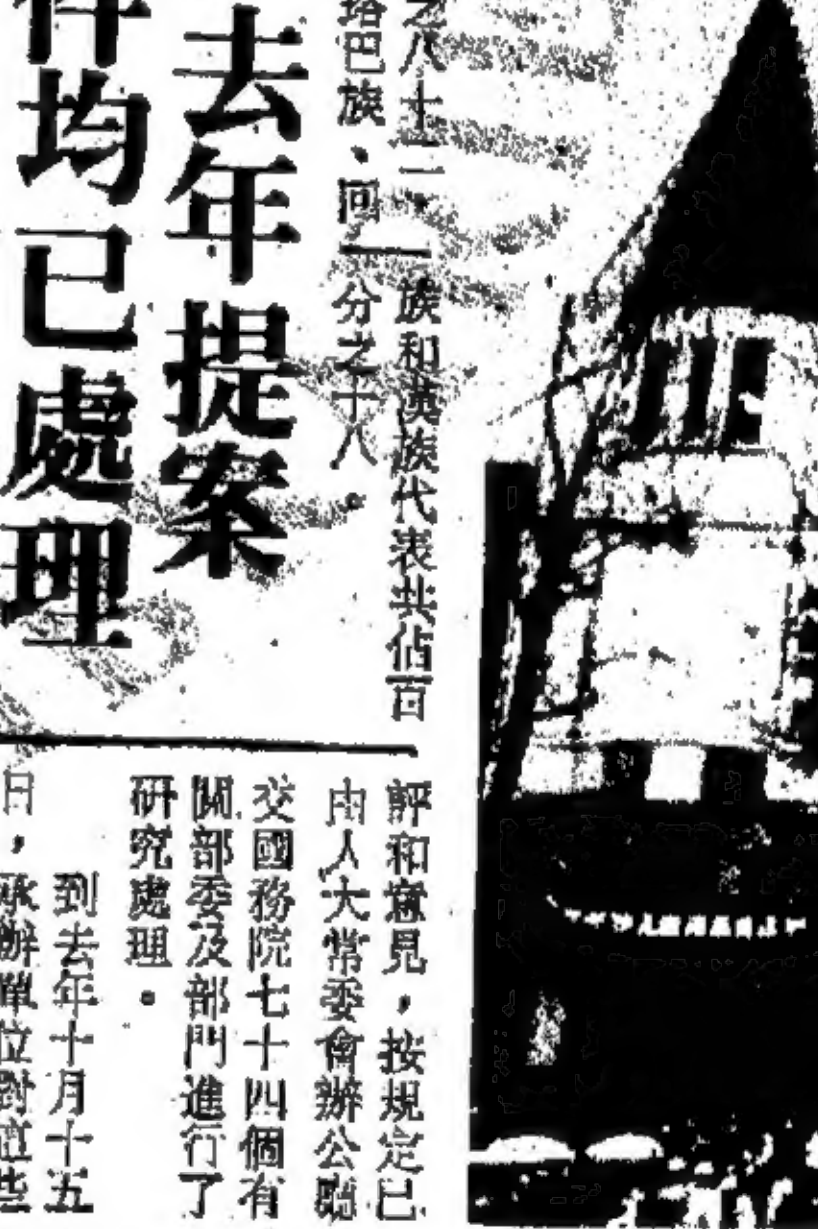 之八十二。
珞巴族、回
族和漢族代表共佔百
分之十八。
去年提案
件均已處理
評和意見，按規定已
由人大常委會辦公廳
交國務院七十四個有
關部委及部門進行了
研究處理。
到去年十月十五
日，承辦單位對這些